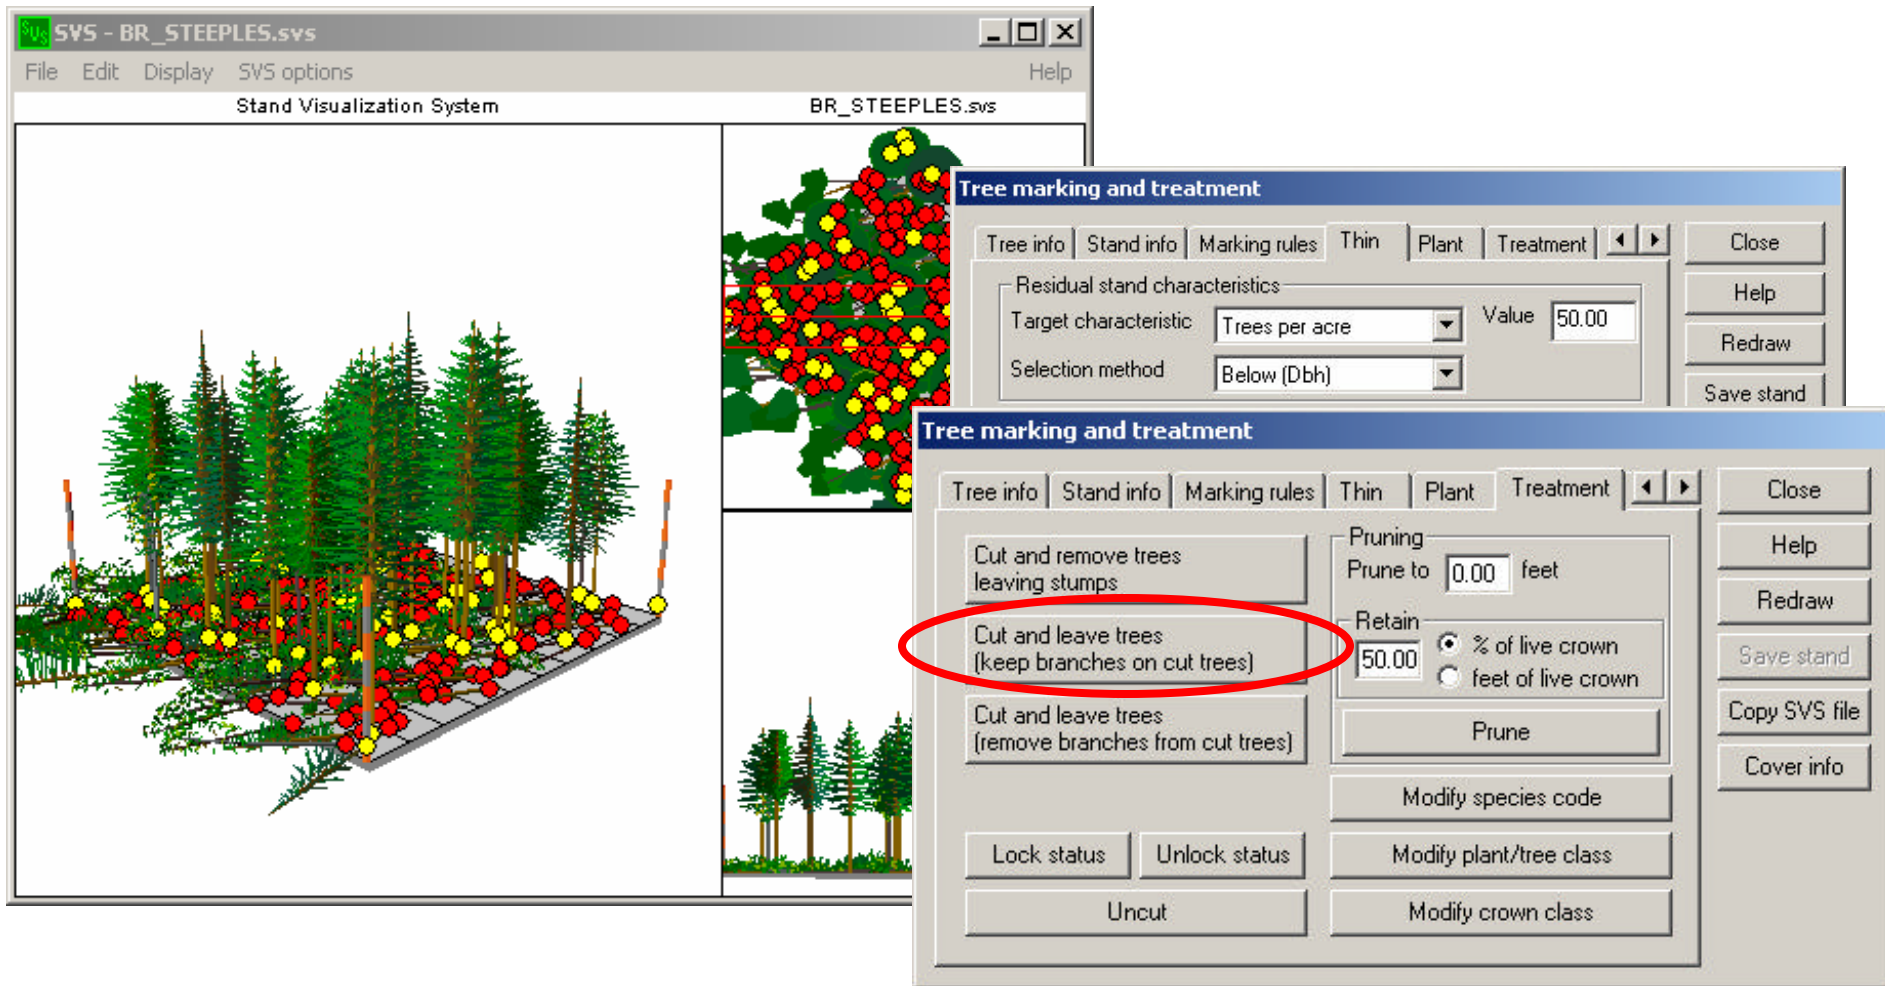 SVS
SVS - BR_STEEPLES.svs
File Edit Display SVS options Help
Stand Visualization System BR_STEEPLES.svs
Tree marking and treatment
Tree info Stand info Marking rules Thin Plant Treatment
Close
Residual stand characteristics
Help
Target characteristic Trees per acre Value 50.00
Redraw
Selection method Below (Dbh)
Save stand
Tree marking and treatment
Tree info Stand info Marking rules Thin Plant Treatment
Close
Cut and remove trees
leaving stumps
Pruning
Prune to 0.00 feet
Help
Cut and leave trees
(keep branches on cut trees)
Retain
50.00 % of live crown
feet of live crown
Redraw
Save stand
Cut and leave trees
(remove branches from cut trees)
Prune
Copy SVS file
Cover info
Modify species code
Lock status Unlock status Modify plant/tree class
Uncut Modify crown class